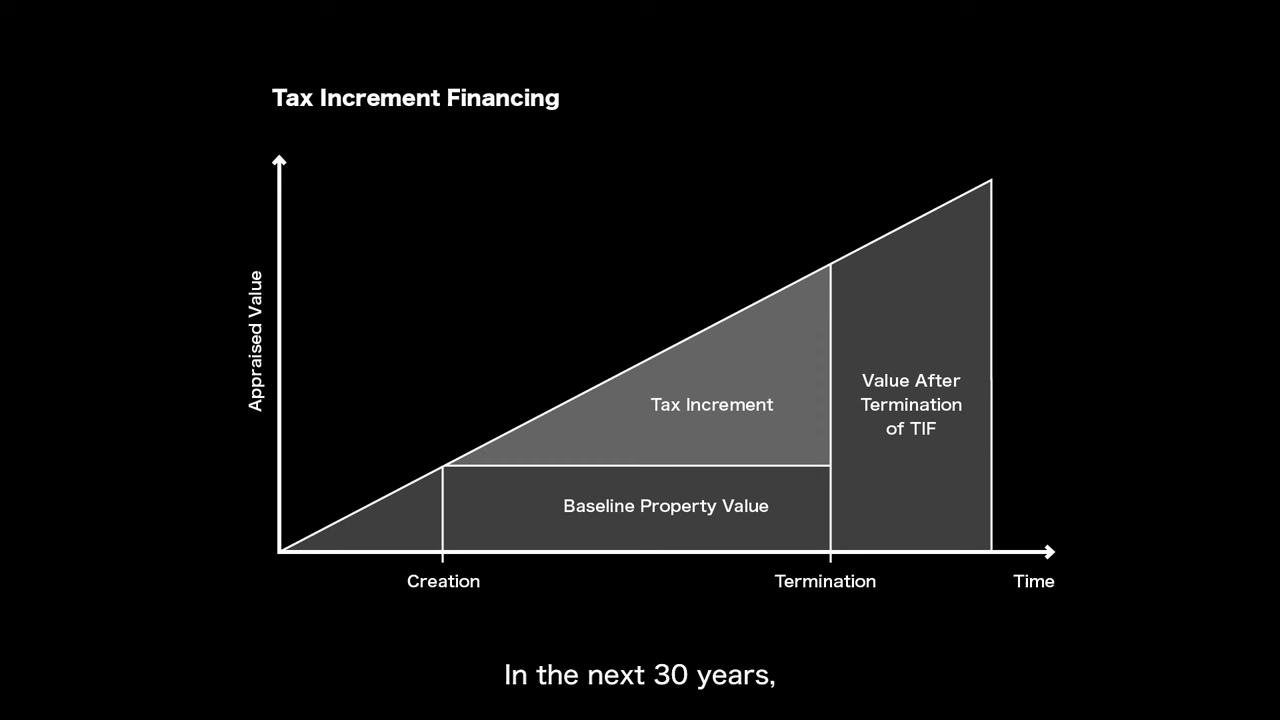 Tax Increment Financing
Appraised Value
Tax Increment
Value After
Termination
of TIF
Baseline Property Value
Creation
Termination
Time
In the next 30 years,